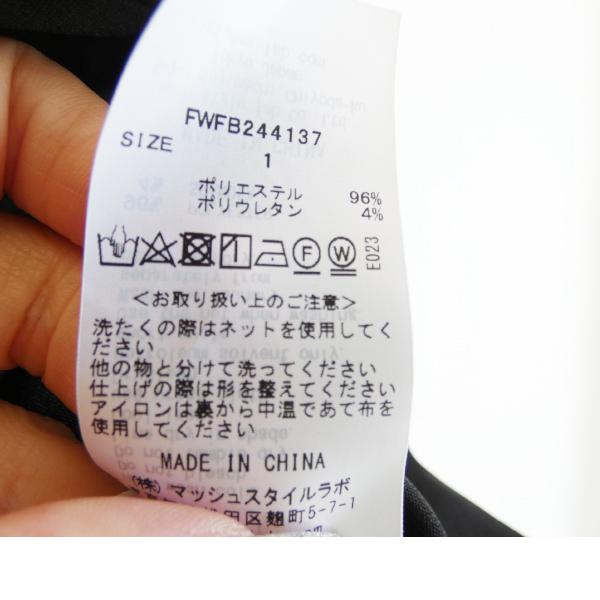 FWFB244137
SIZE
1
ポリエステル 96%
ポリウレタン 4%
F W E023
<お取り扱い上のご注意>
洗たくの際はネットを使用してく
ださい
他の物と分けて洗ってください
仕上げの際は形を整えてください
アイロンは裏から中温であて布を
使用してください
MADE IN CHINA
(株)マッシュスタイルラボ
田区麹町5-7-1